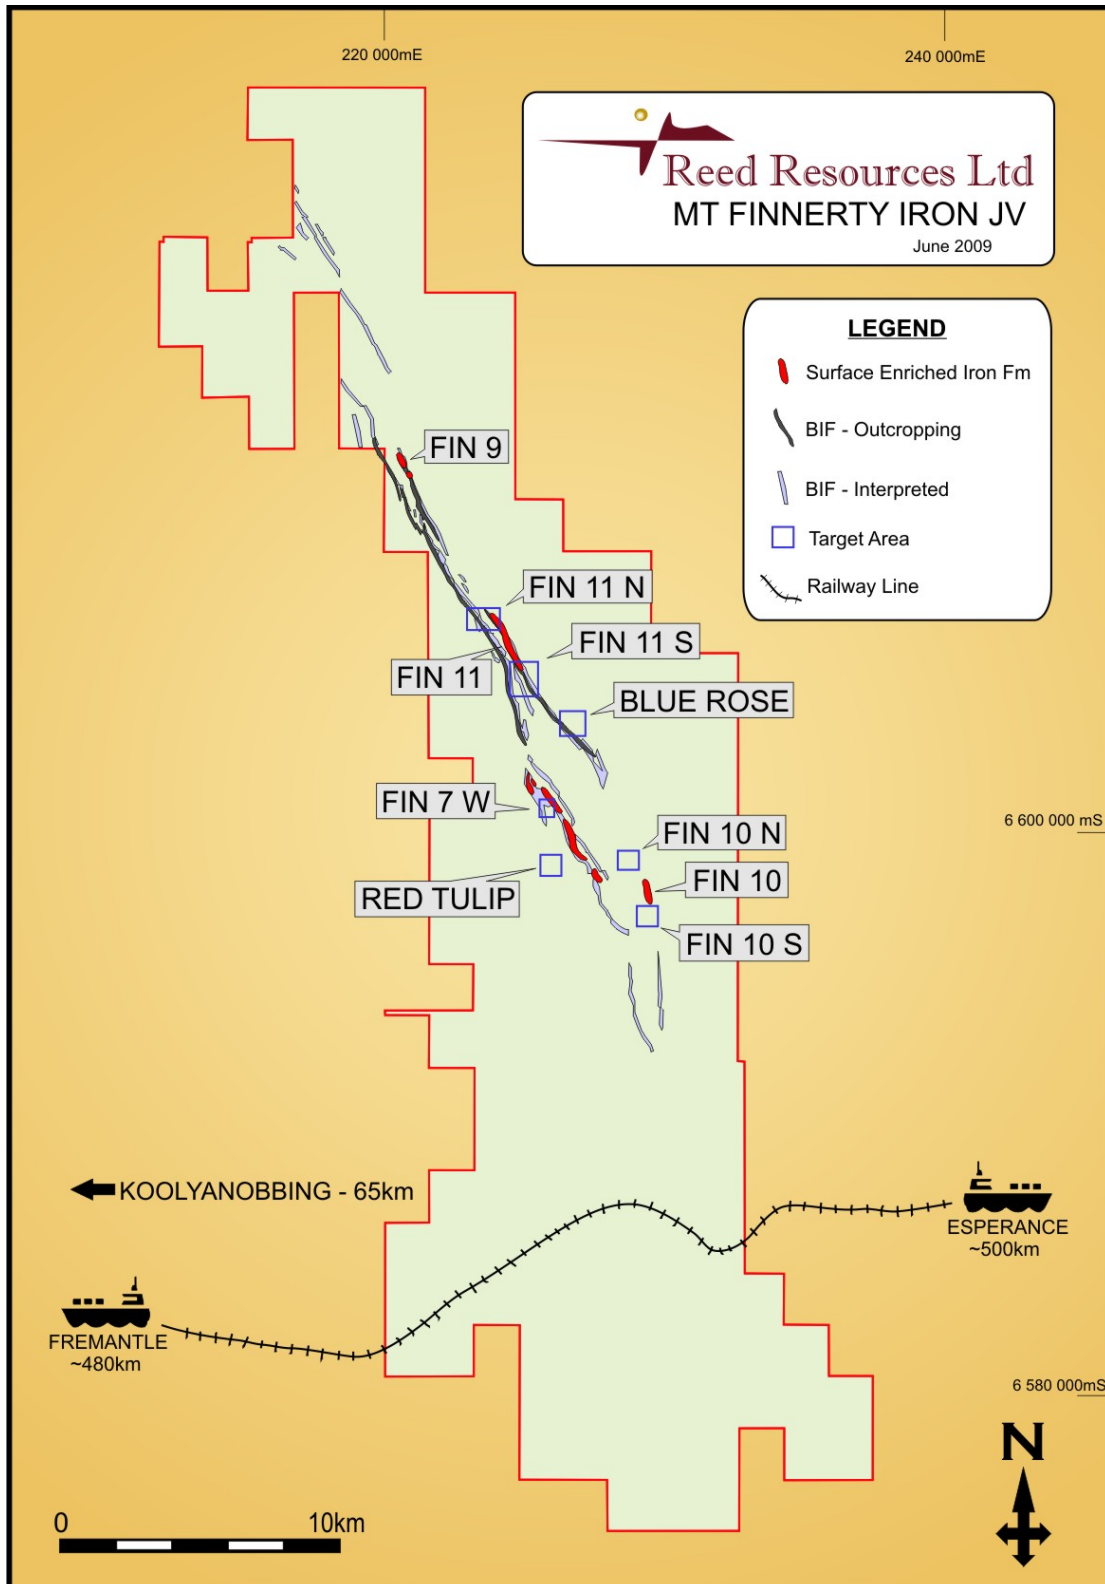 220 000mE
240 000mE
Reed Resources Ltd
MT FINNERTY IRON JV
June 2009
LEGEND
Surface Enriched Iron Fm
BIF - Outcropping
BIF - Interpreted
Target Area
Railway Line
FIN 9
FIN 11 N
FIN 11 S
FIN 11
BLUE ROSE
FIN 7 W
6 600 000 mS
FIN 10 N
RED TULIP
FIN 10
FIN 10 S
KOOLYANOBBING - 65km
ESPERANCE
~500km
FREMANTLE
~480km
6 580 000mS
N
0 10km